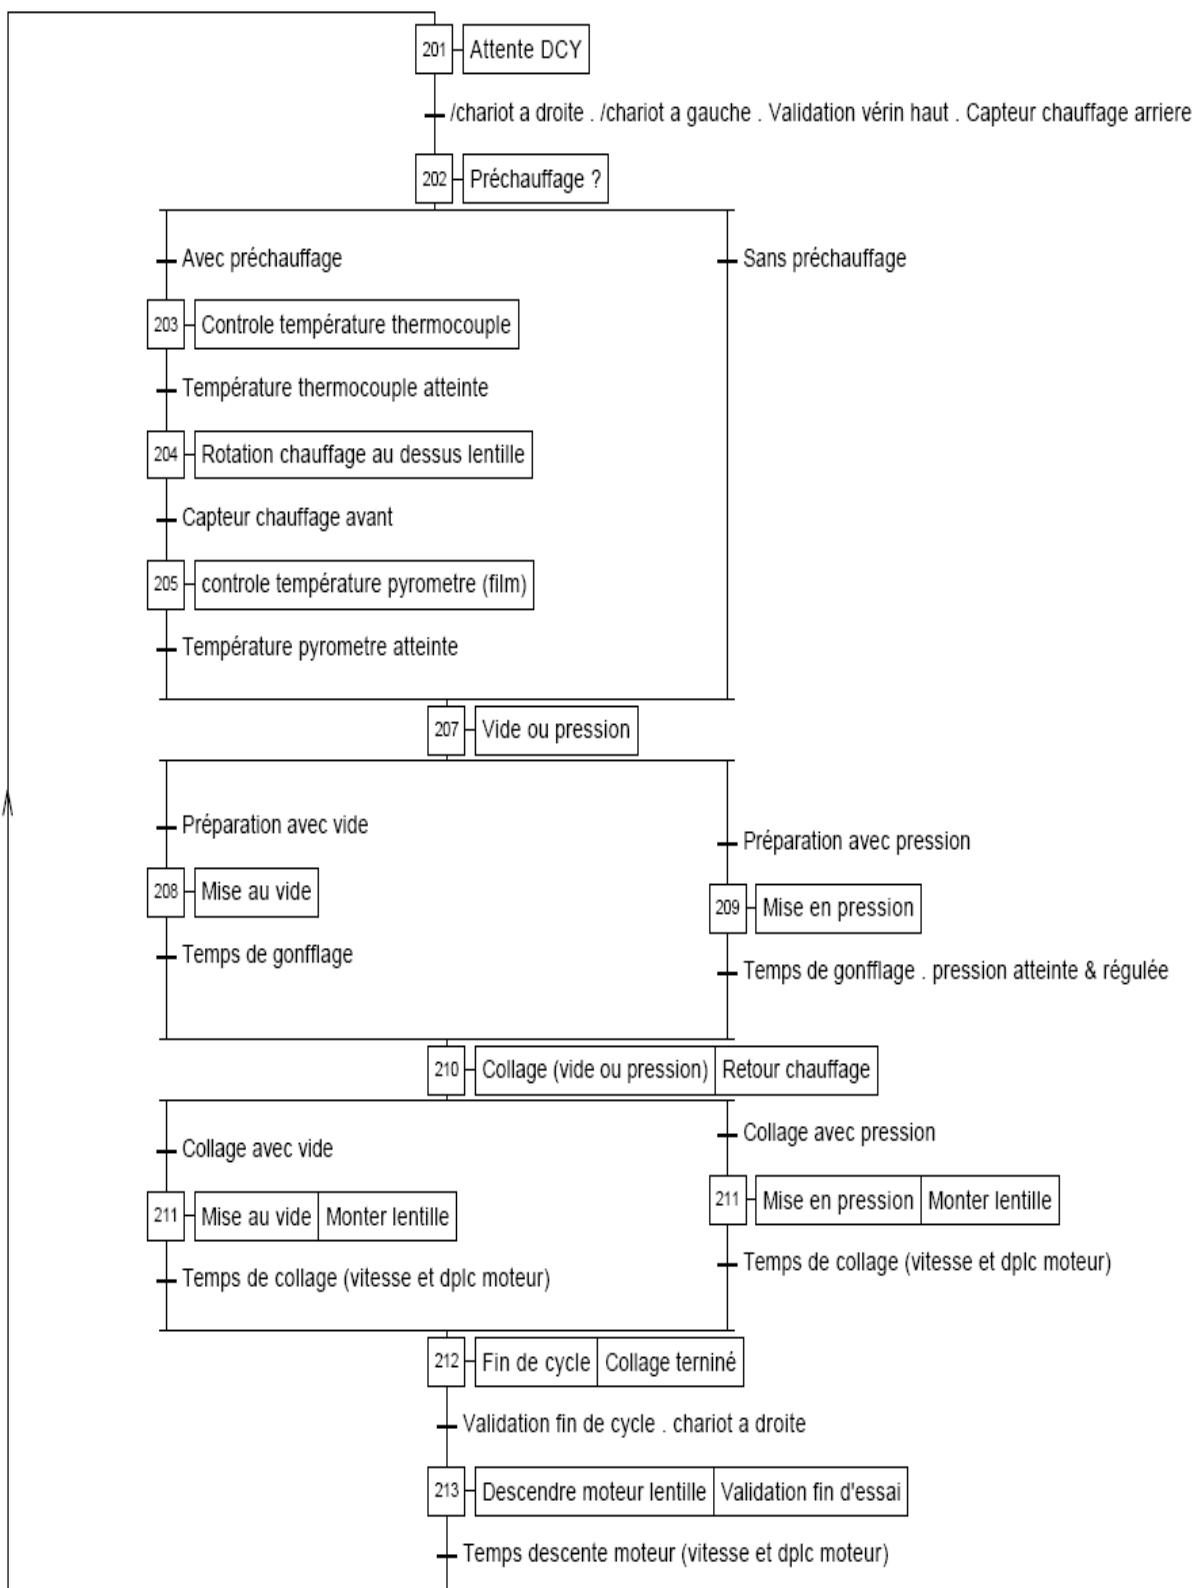 201 Attente DCY
/chariot a droite . /chariot a gauche . Validation vérin haut . Capteur chauffage arriere
202 Préchauffage ?
Avec préchauffage
Sans préchauffage
203 Controle température thermocouple
Température thermocouple atteinte
204 Rotation chauffage au dessus lentille
Capteur chauffage avant
205 controle température pyrometre (film)
Température pyrometre atteinte
207 Vide ou pression
Préparation avec vide
Préparation avec pression
208 Mise au vide
209 Mise en pression
Temps de gonfflage
Temps de gonfflage . pression atteinte & régulée
210 Collage (vide ou pression) Retour chauffage
Collage avec vide
Collage avec pression
211 Mise au vide Monter lentille
211 Mise en pression Monter lentille
Temps de collage (vitesse et dplc moteur)
Temps de collage (vitesse et dplc moteur)
212 Fin de cycle Collage terniné
Validation fin de cycle . chariot a droite
213 Descendre moteur lentille Validation fin d'essai
Temps descente moteur (vitesse et dplc moteur)